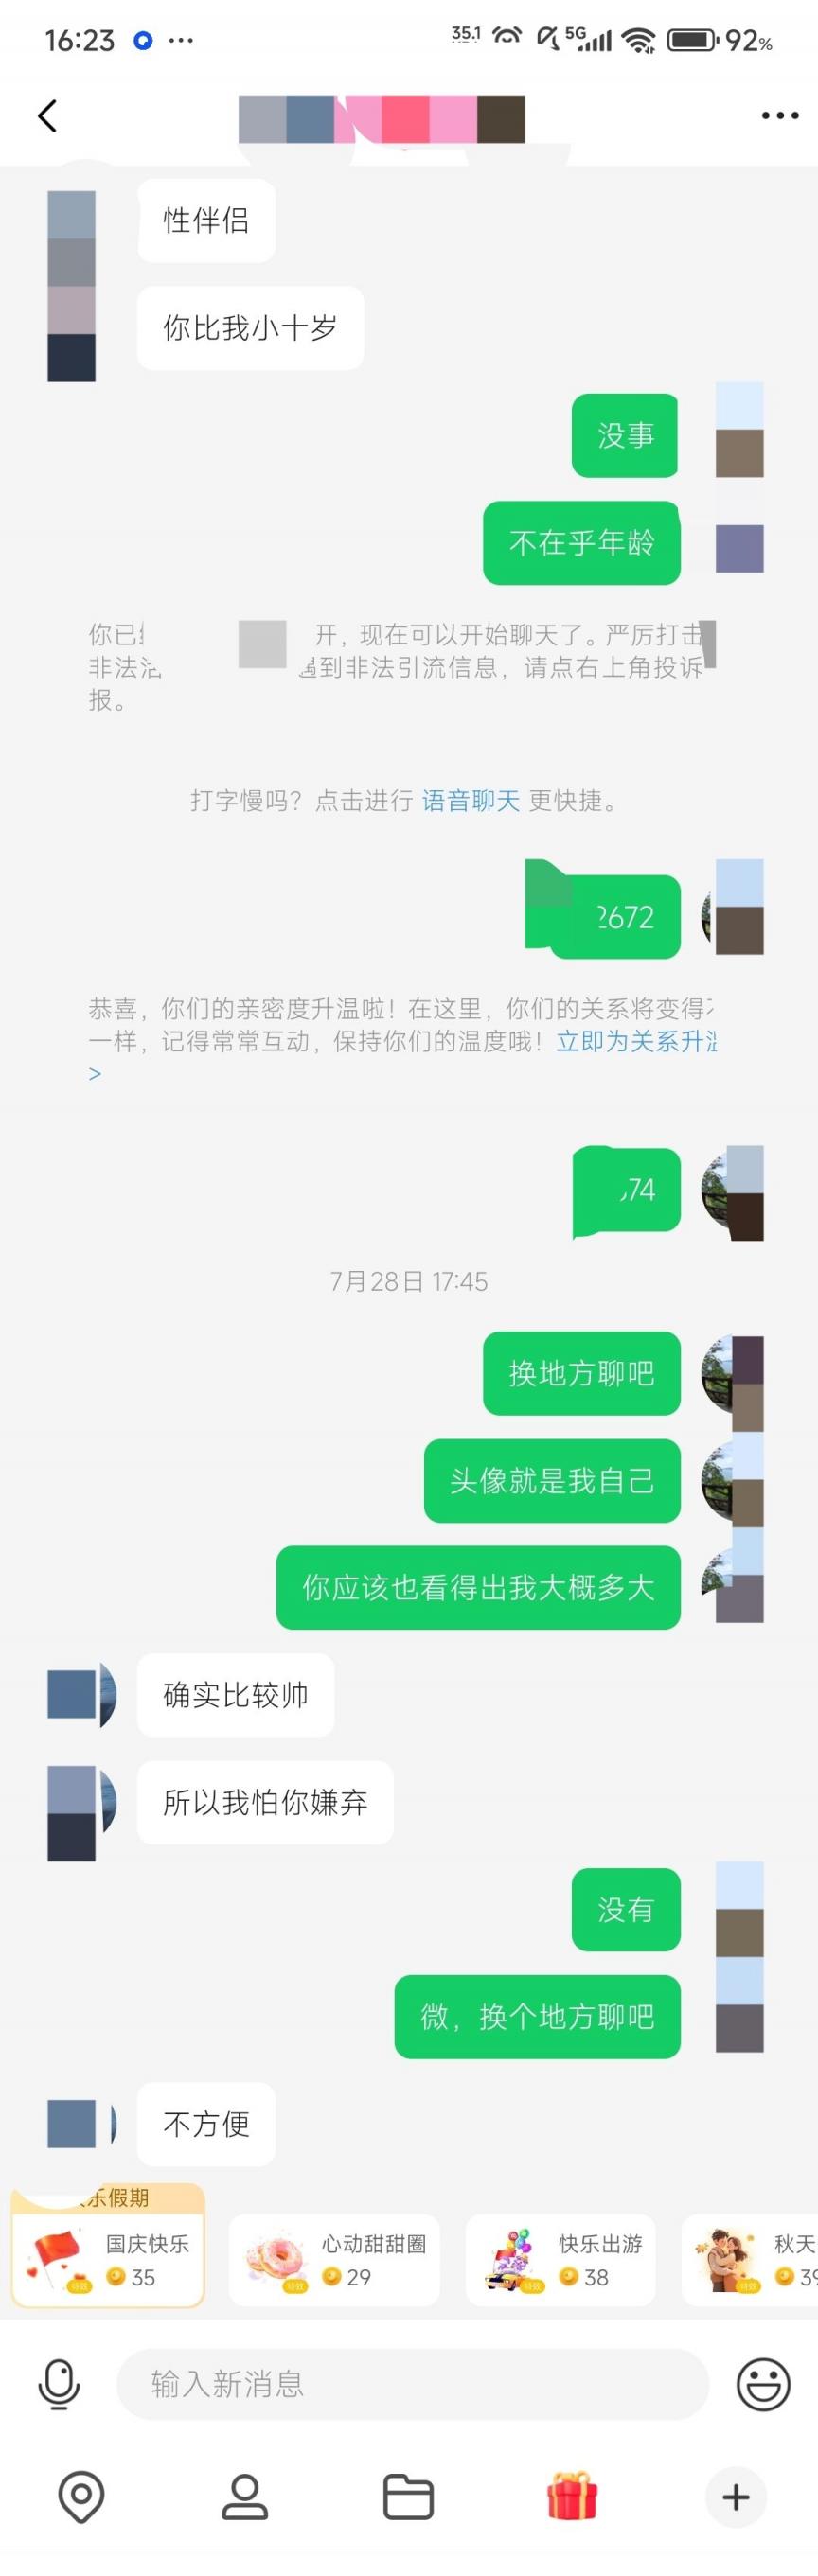 16:23
35.1
5G
92%
性伴侣
你比我小十岁
没事
不在乎年龄
你已 开，现在可以开始聊天了。严厉打击
非法 到非法引流信息，请点右上角投诉
报。
打字慢吗？点击进行 语音聊天 更快捷。
2672
恭喜，你们的亲密度升温啦！在这里，你们的关系将变得
一样，记得常常互动，保持你们的温度哦！立即为关系升
>
74
7月28日 17:45
换地方聊吧
头像就是我自己
你应该也看得出我大概多大
确实比较帅
所以我怕你嫌弃
没有
微，换个地方聊吧
不方便
乐假期
国庆快乐
35
特效
心动甜甜圈
29
特效
快乐出游
38
特效
秋天
39
特效
输入新消息